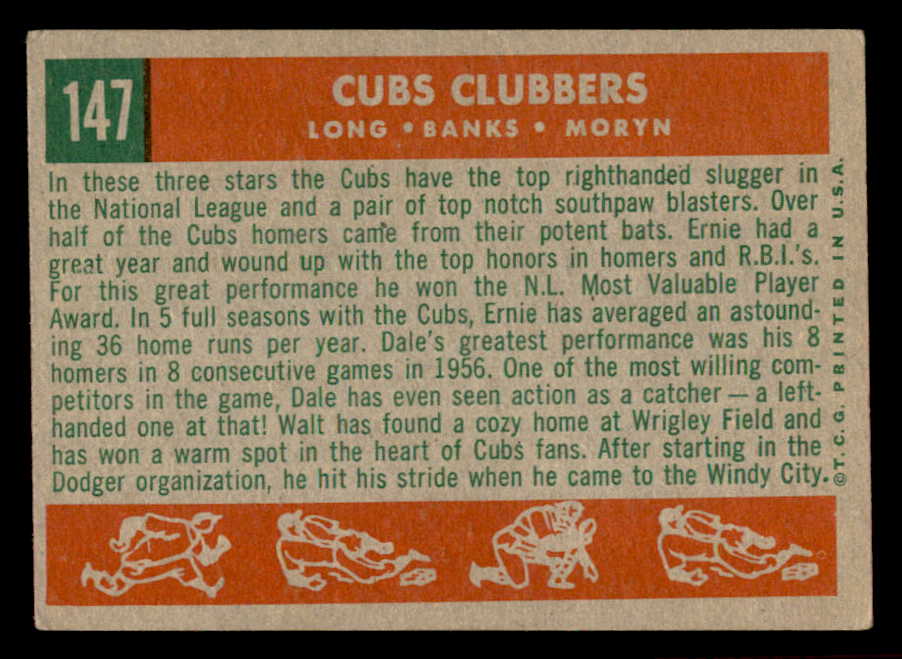 147
CUBS CLUBBERS
LONG • BANKS • MORYN
In these three stars the Cubs have the top righthanded slugger in
the National League and a pair of top notch southpaw blasters. Over
half of the Cubs homers came from their potent bats. Ernie had a
great year and wound up with the top honors in homers and R.B.I.'s.
For this great performance he won the N.L. Most Valuable Player
Award. In 5 full seasons with the Cubs, Ernie has averaged an astound-
ing 36 home runs per year. Dale's greatest performance was his 8
homers in 8 consecutive games in 1956. One of the most willing com-
petitors in the game, Dale has even seen action as a catcher — a left-
handed one at that! Walt has found a cozy home at Wrigley Field and
has won a warm spot in the heart of Cubs fans. After starting in the
Dodger organization, he hit his stride when he came to the Windy City.
©T.C.G. PRINTED IN U.S.A.